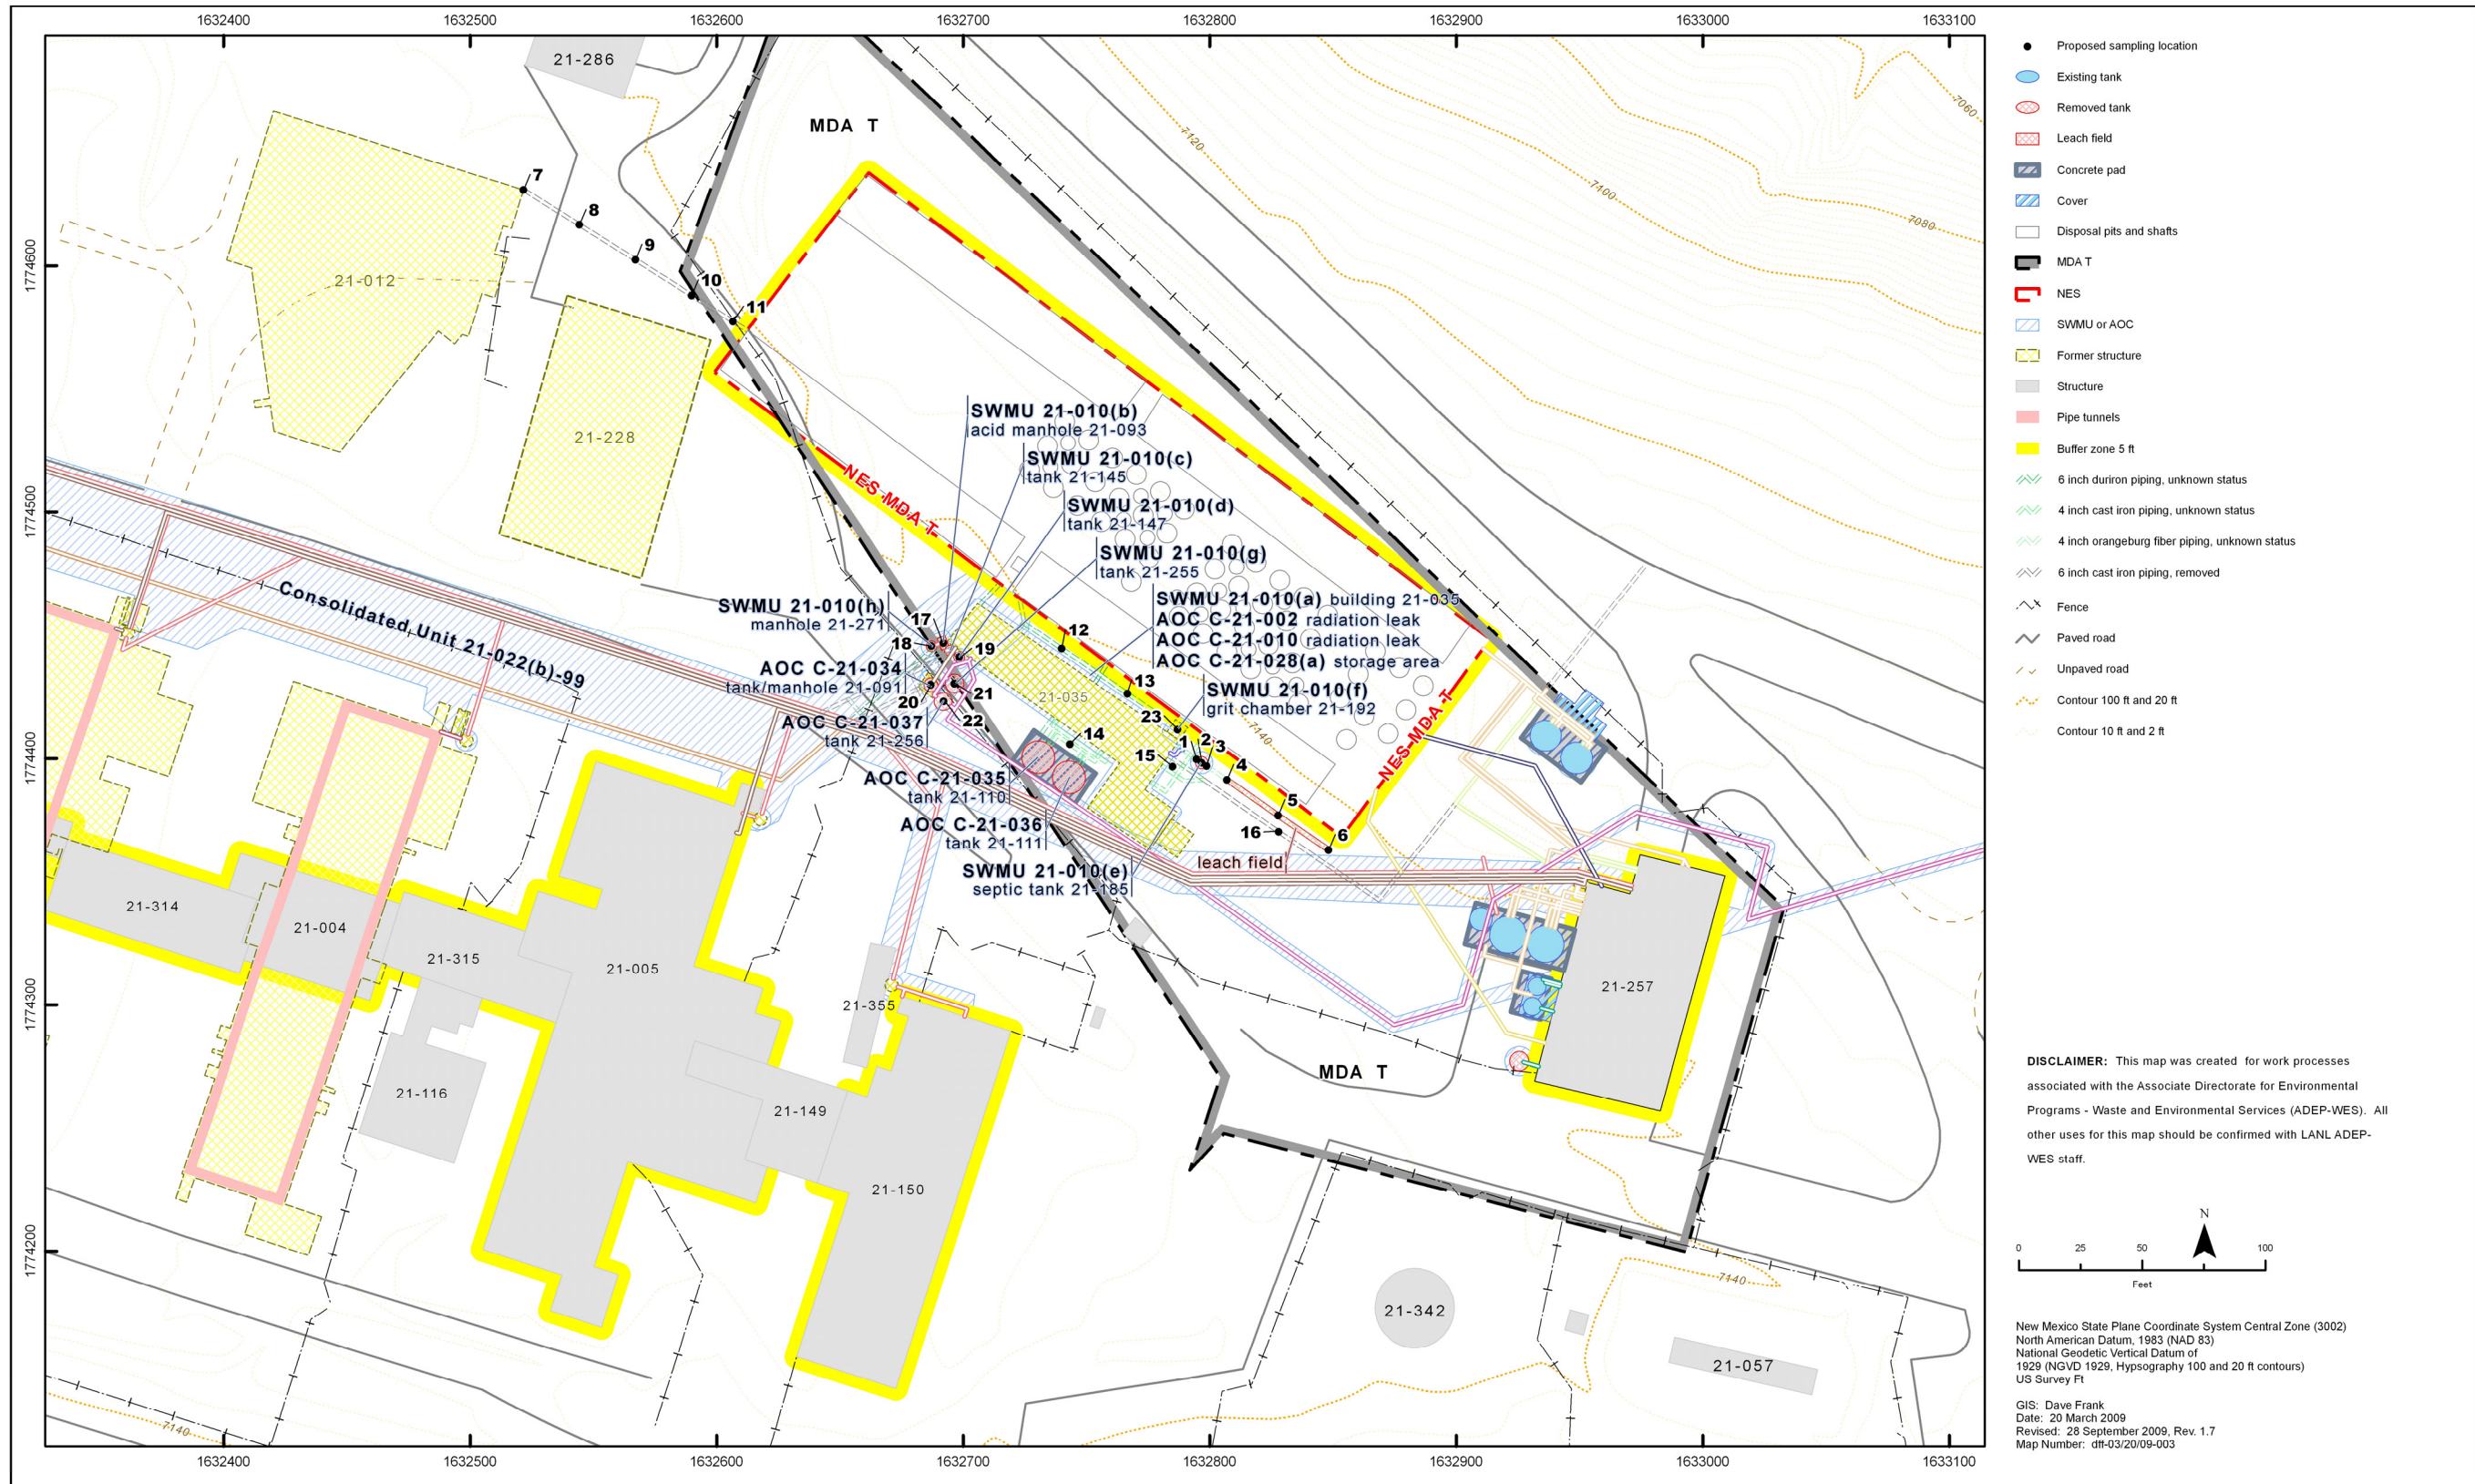 1632400 1632500 1632600 1632700 1632800 1632900 1633000 1633100
1774600
1774500
1774400
1774300
1774200
21-286
MDA T
7120
7100
7080
7060
7
8
9
10
11
21-012
21-228
SWMU 21-010(b)
acid manhole 21-093
SWMU 21-010(c)
tank 21-145
SWMU 21-010(d)
tank 21-147
SWMU 21-010(g)
tank 21-255
NES-MDA T
SWMU 21-010(a) building 21-035
AOC C-21-002 radiation leak
AOC C-21-010 radiation leak
AOC C-21-028(a) storage area
SWMU 21-010(f)
grit chamber 21-192
SWMU 21-010(h)
manhole 21-271
AOC C-21-034
tank/manhole 21-091
AOC C-21-037
tank 21-256
AOC C-21-035
tank 21-110
AOC C-21-036
tank 21-111
SWMU 21-010(e)
septic tank 21-185
17
18
19
20
21
22
12
13
14
15
23
1
2
3
4
5
6
16
21-035
7140
NES-MDA T
leach field
Consolidated Unit 21-022(b)-99
21-314
21-004
21-315
21-005
21-355
21-116
21-149
21-150
21-257
MDA T
21-342
21-057
7140
7140
1632400 1632500 1632600 1632700 1632800 1632900 1633000 1633100
Proposed sampling location
Existing tank
Removed tank
Leach field
Concrete pad
Cover
Disposal pits and shafts
MDA T
NES
SWMU or AOC
Former structure
Structure
Pipe tunnels
Buffer zone 5 ft
6 inch duriron piping, unknown status
4 inch cast iron piping, unknown status
4 inch orangeburg fiber piping, unknown status
6 inch cast iron piping, removed
Fence
Paved road
Unpaved road
Contour 100 ft and 20 ft
Contour 10 ft and 2 ft
DISCLAIMER: This map was created for work processes
associated with the Associate Directorate for Environmental
Programs - Waste and Environmental Services (ADEP-WES). All
other uses for this map should be confirmed with LANL ADEP-
WES staff.
N
0 25 50 100
Feet
New Mexico State Plane Coordinate System Central Zone (3002)
North American Datum, 1983 (NAD 83)
National Geodetic Vertical Datum of
1929 (NGVD 1929, Hypsography 100 and 20 ft contours)
US Survey Ft
GIS: Dave Frank
Date: 20 March 2009
Revised: 28 September 2009, Rev. 1.7
Map Number: dff-03/20/09-003